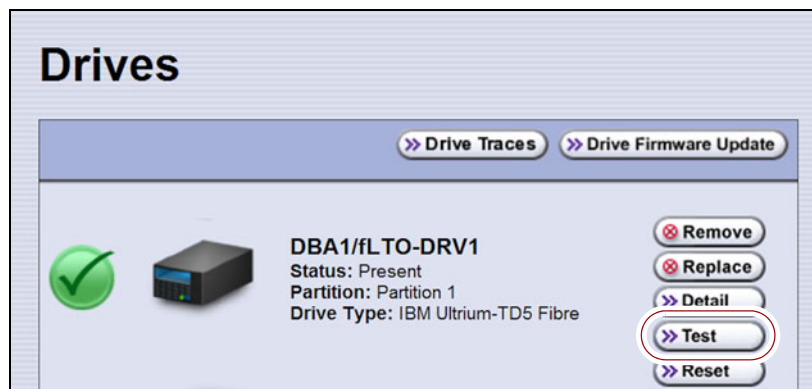 Drives
Drive Traces
Drive Firmware Update
DBA1/fLTO-DRV1
Status: Present
Partition: Partition 1
Drive Type: IBM Ultrium-TD5 Fibre
Remove
Replace
Detail
Test
Reset